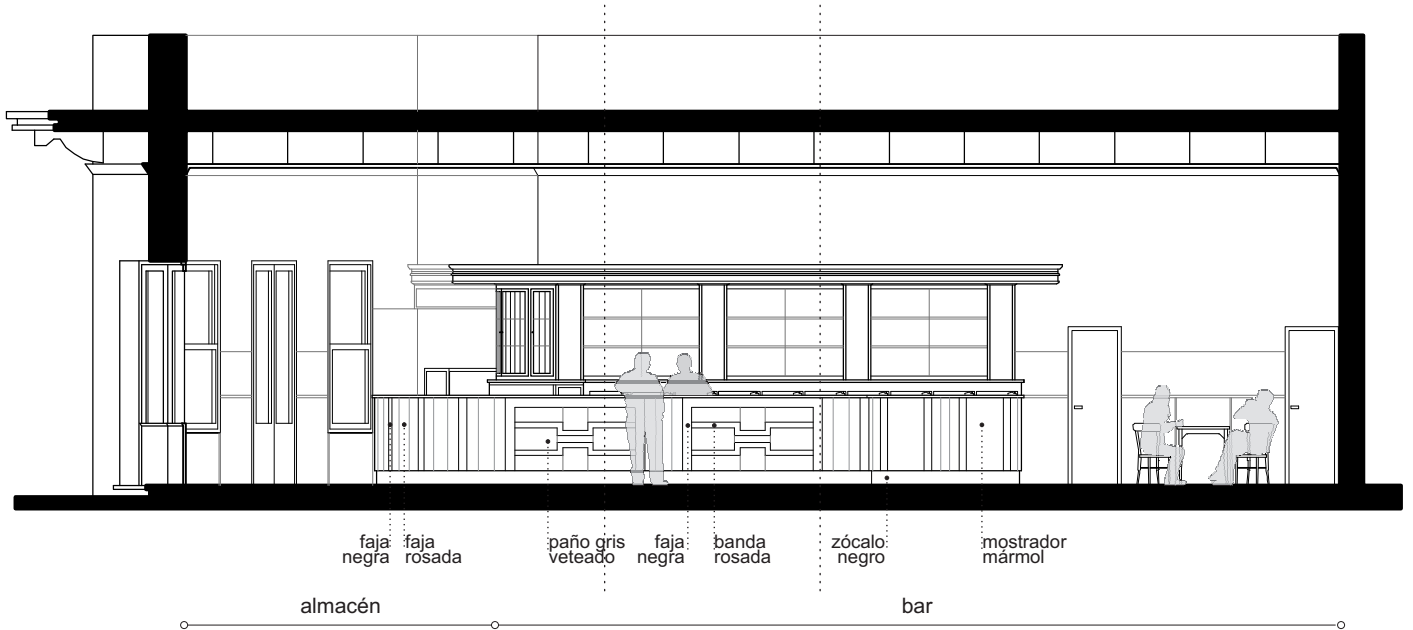 faja
negra
faja
rosada
paño gris
veteado
faja
negra
banda
rosada
zócalo
negro
mostrador
mármol
almacén
bar